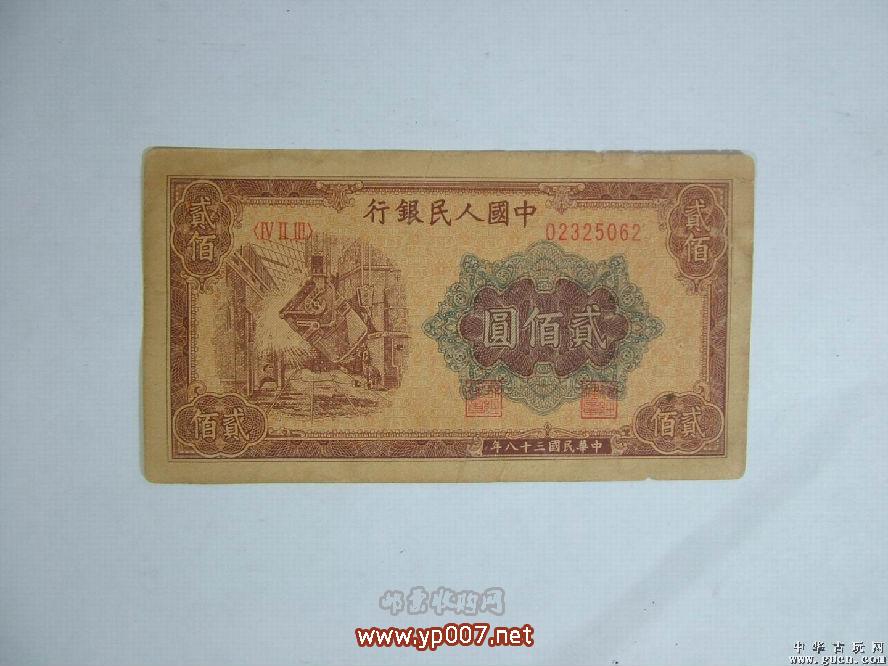 中國人民銀行
貳佰
貳佰
〈IV II III〉
02325062
貳佰圓
貳佰
貳佰
中華民國三十八年
邮票收购网
www.yp007.net
中华古玩网
www.gucn.com